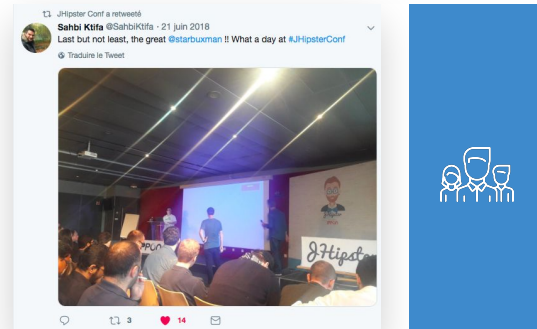 JHipster Conf a retweeté
Sahbi Ktifa @SahbiKtifa · 21 juin 2018
Last but not least, the great @starbuxman !! What a day at #JHipsterConf
Traduire le Tweet
JHipste
3
14